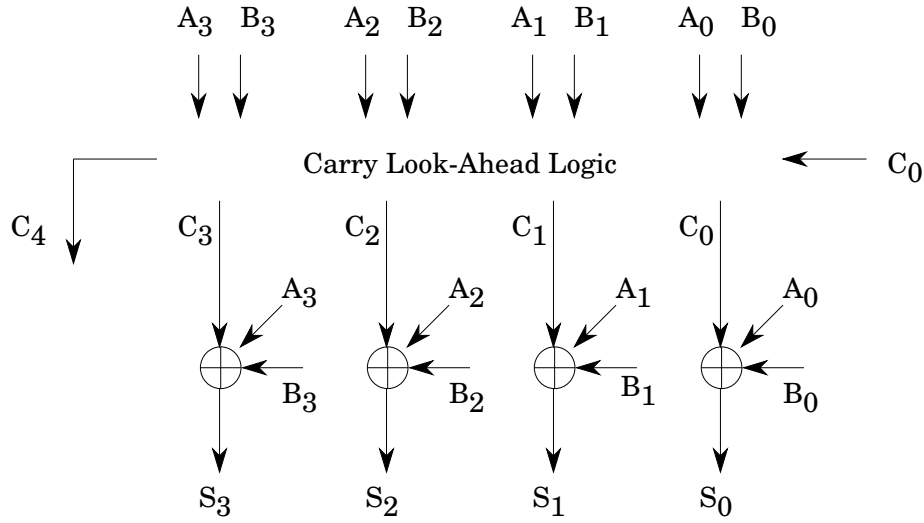 A3 B3 A2 B2 A1 B1 A0 B0
Carry Look-Ahead Logic C0
C4 C3 C2 C1 C0
A3 A2 A1 A0
B3 B2 B1 B0
S3 S2 S1 S0